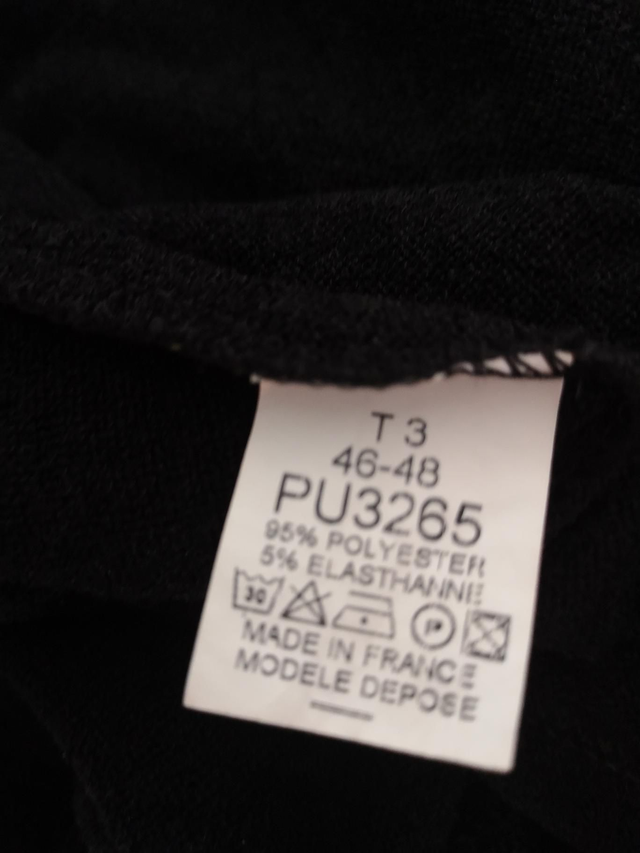 T 3
46-48
PU3265
95% POLYESTER
5% ELASTHANNE
30 P
MADE IN FRANCE
MODELE DEPOSE